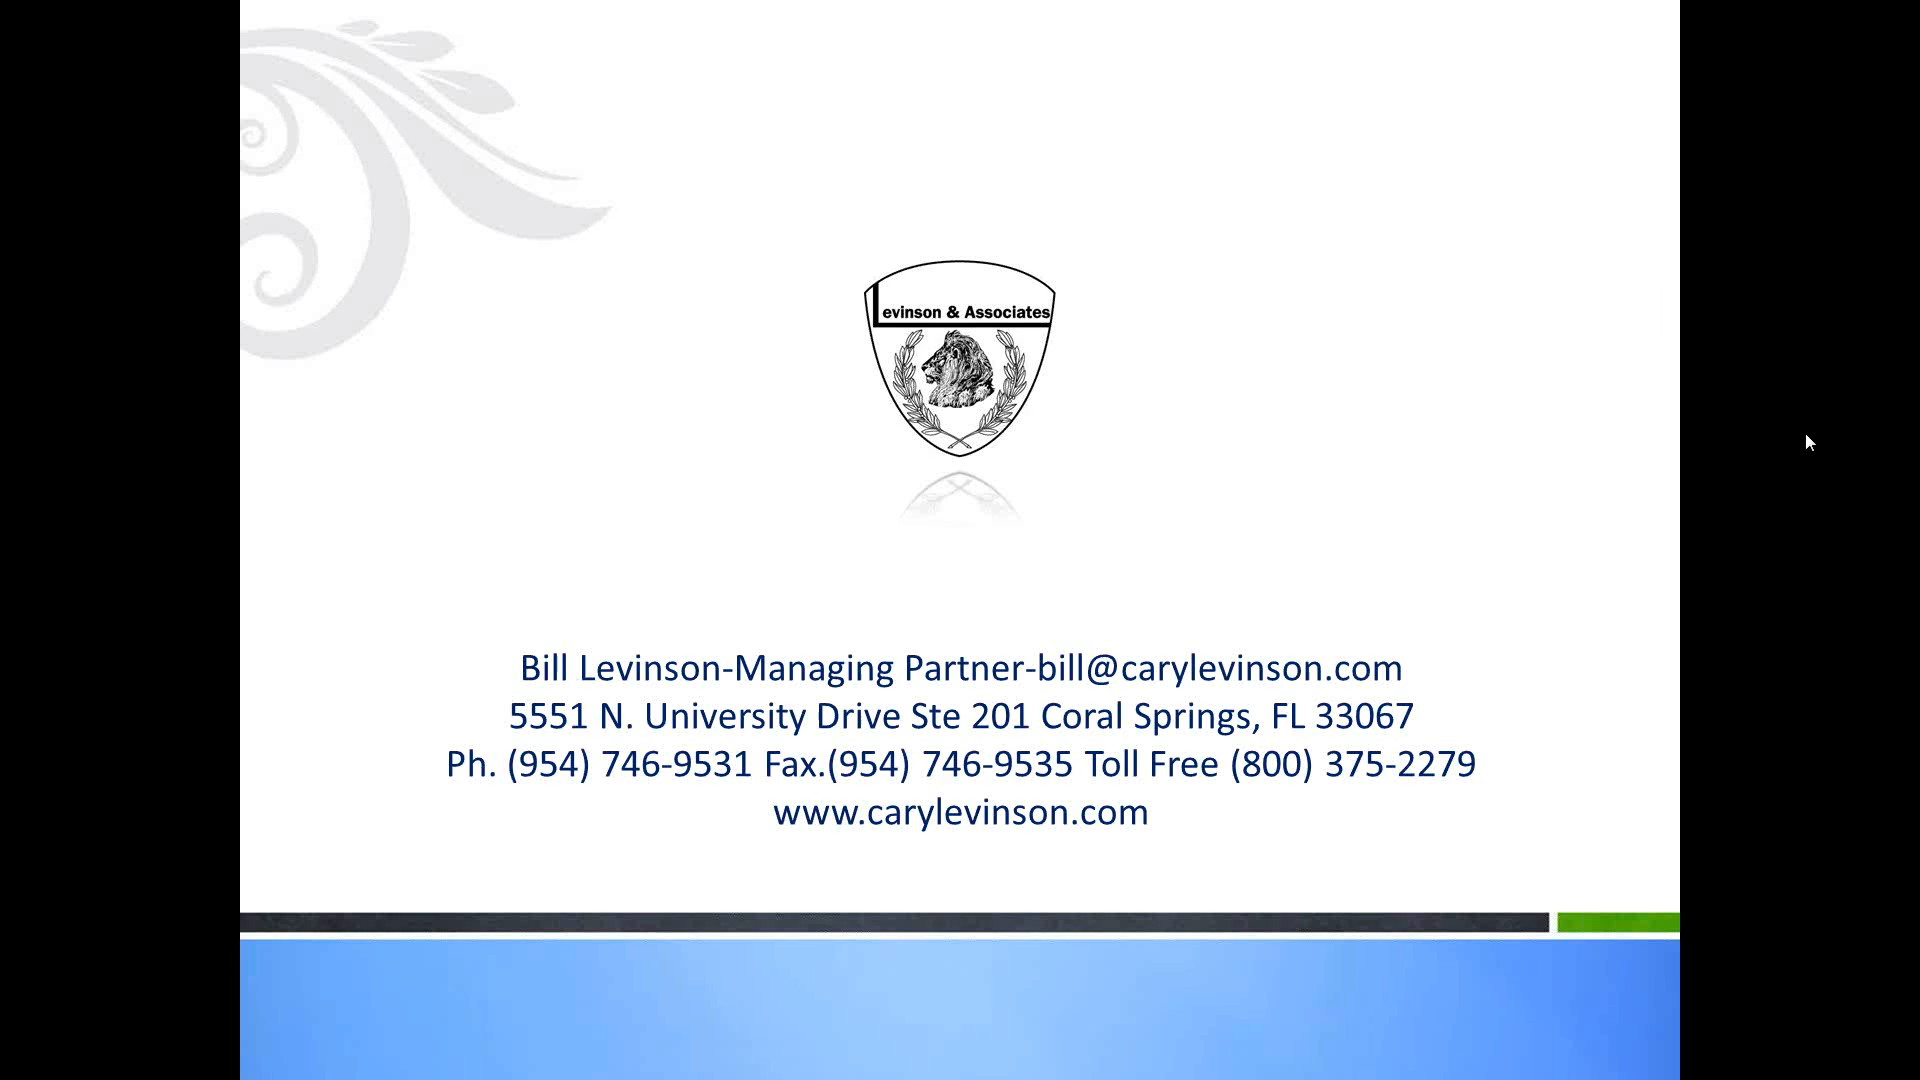 Levinson & Associates
Bill Levinson-Managing Partner-bill@carylevinson.com
5551 N. University Drive Ste 201 Coral Springs, FL 33067
Ph. (954) 746-9531 Fax.(954) 746-9535 Toll Free (800) 375-2279
www.carylevinson.com